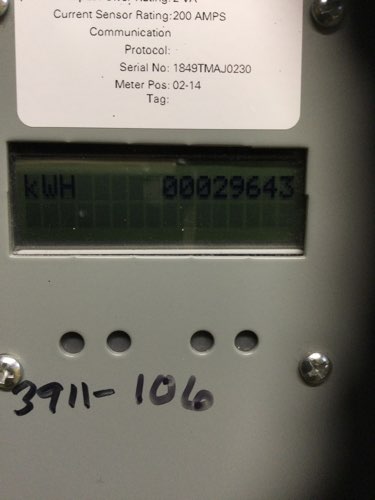 Current Sensor Rating: 200 AMPS
Communication
Protocol:
Serial No: 1849TMAJ0230
Meter Pos: 02-14
Tag:
kWH 00029643
3911-106